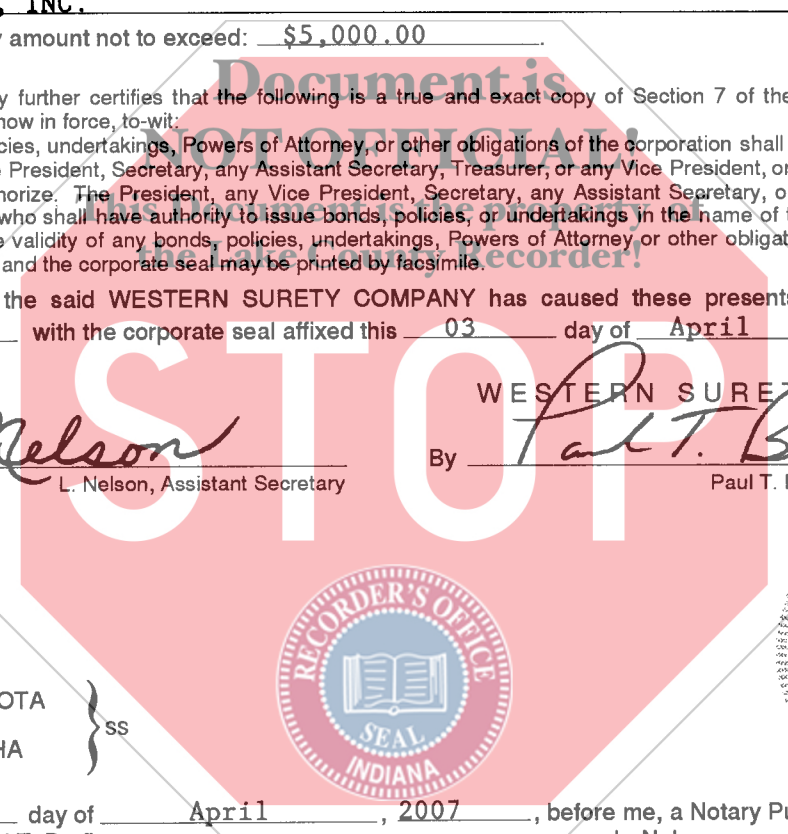 , INC.
y amount not to exceed: $5,000.00.
Document is
y further certifies that the following is a true and exact copy of Section 7 of the
now in force, to-wit:
NOT OFFICIAL!
cies, undertakings, Powers of Attorney, or other obligations of the corporation shall
President, Secretary, any Assistant Secretary, Treasurer, or any Vice President, or
horize. The President, any Vice President, Secretary, any Assistant Secretary, o
This Document is the property of
who shall have authority to issue bonds, policies, or undertakings in the name of t
e validity of any bonds, policies, undertakings, Powers of Attorney or other obligat
the Lake County Recorder!
and the corporate seal may be printed by facsimile.
the said WESTERN SURETY COMPANY has caused these presents
with the corporate seal affixed this 03 day of April
STOP
WESTERN SURET
Nelson
By Paul T. B
L. Nelson, Assistant Secretary
Paul T.
RECORDER'S OFFICE
SEAL
INDIANA
OTA
SS
HA
day of April, 2007, before me, a Notary Pu